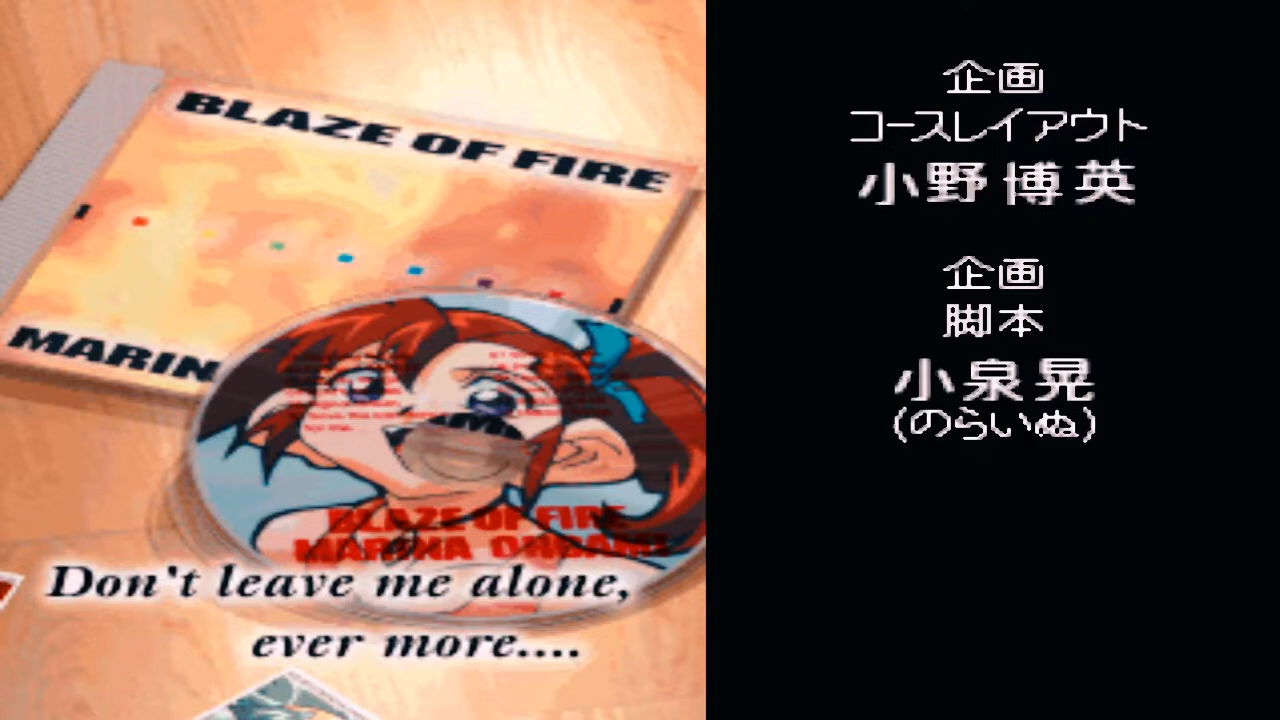 BLAZE OF FIRE
MARIN
BLAZE OF FIRE
MARINA OHGAMI
Don't leave me alone,
ever more....
企画
コースレイアウト
小野博英
企画
脚本
小泉晃
(のらいぬ)